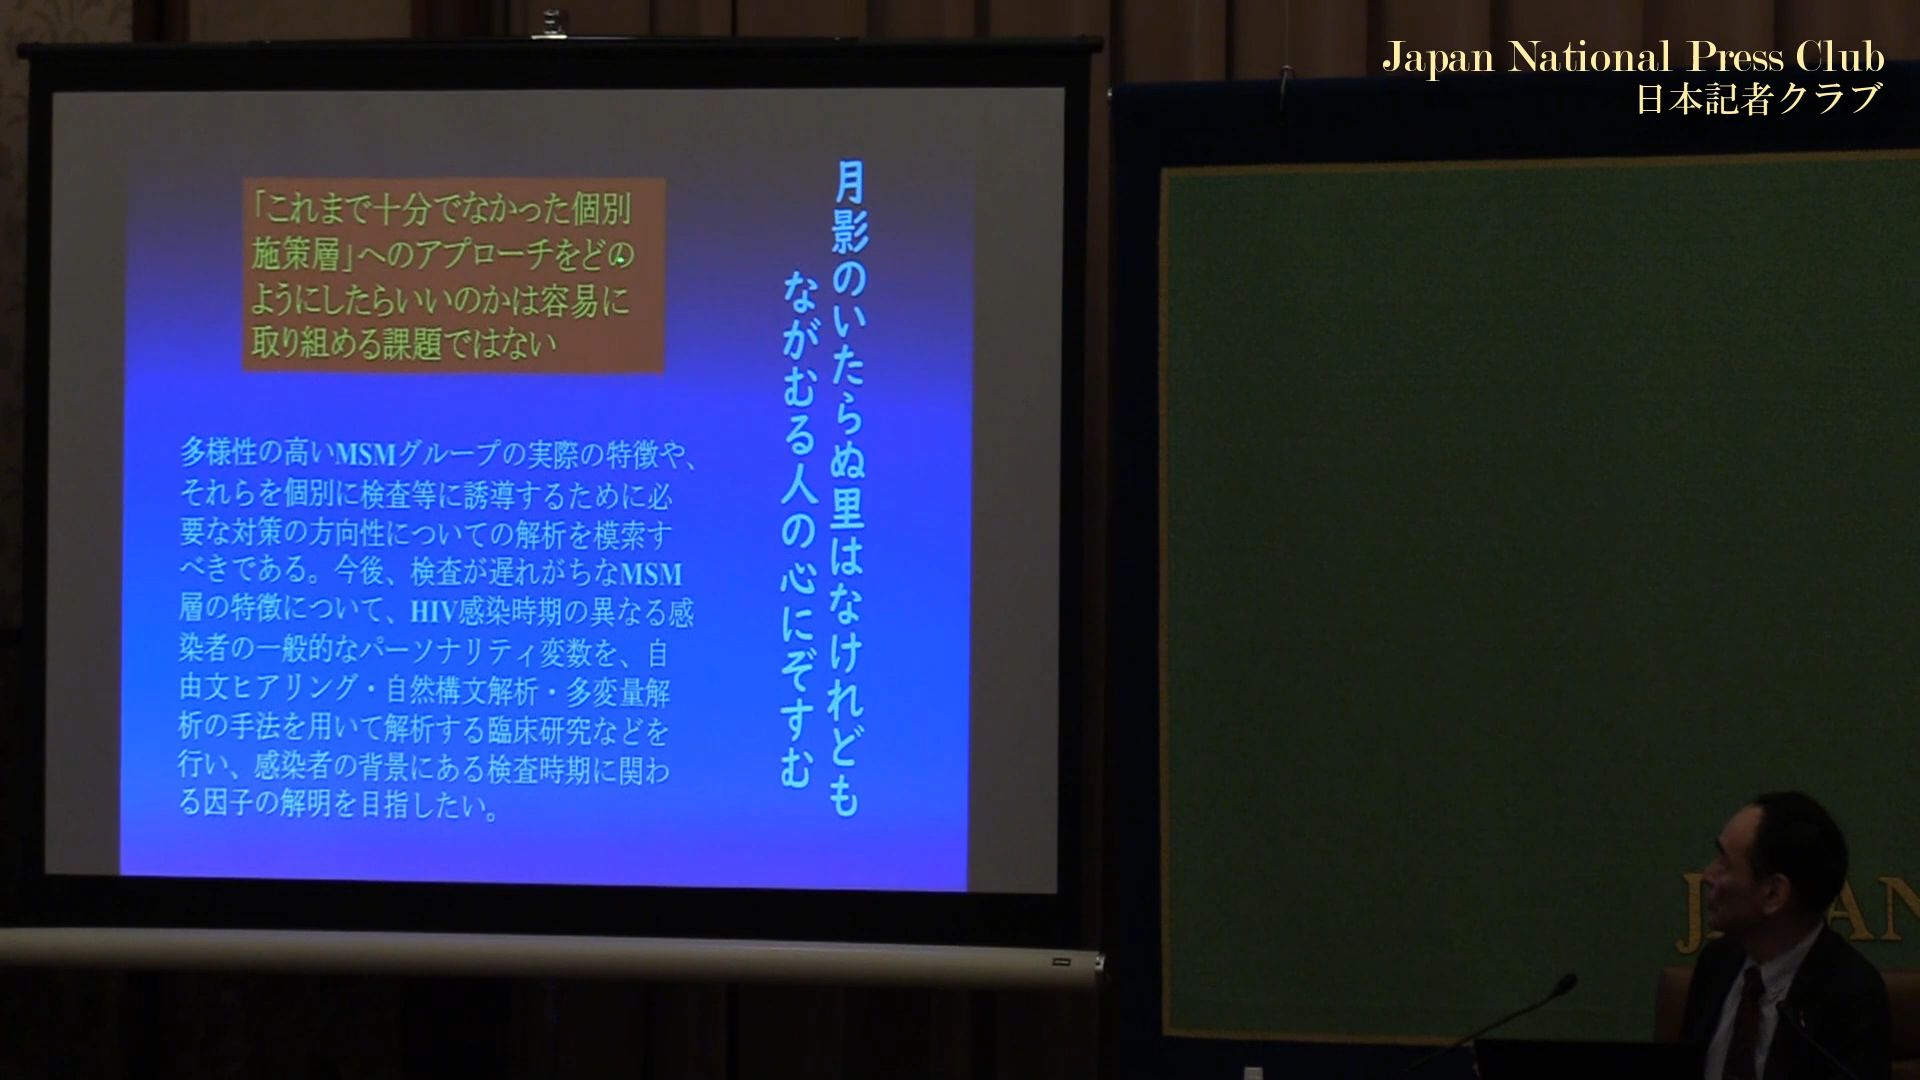 Japan National Press Club
日本記者クラブ
「これまで十分でなかった個別
施策層」へのアプローチをどの
ようにしたらいいのかは容易に
取り組める課題ではない
月影のいたらぬ里はなけれども
ながむる人の心にぞすむ
多様性の高いMSMグループの実際の特徴や、
それらを個別に検査等に誘導するために必
要な対策の方向性についての解析を模索す
べきである。今後、検査が遅れがちなMSM
層の特徴について、HIV感染時期の異なる感
染者の一般的なパーソナリティ変数を、自
由文ヒアリング・自然構文解析・多変量解
析の手法を用いて解析する臨床研究などを
行い、感染者の背景にある検査時期に関わ
る因子の解明を目指したい。